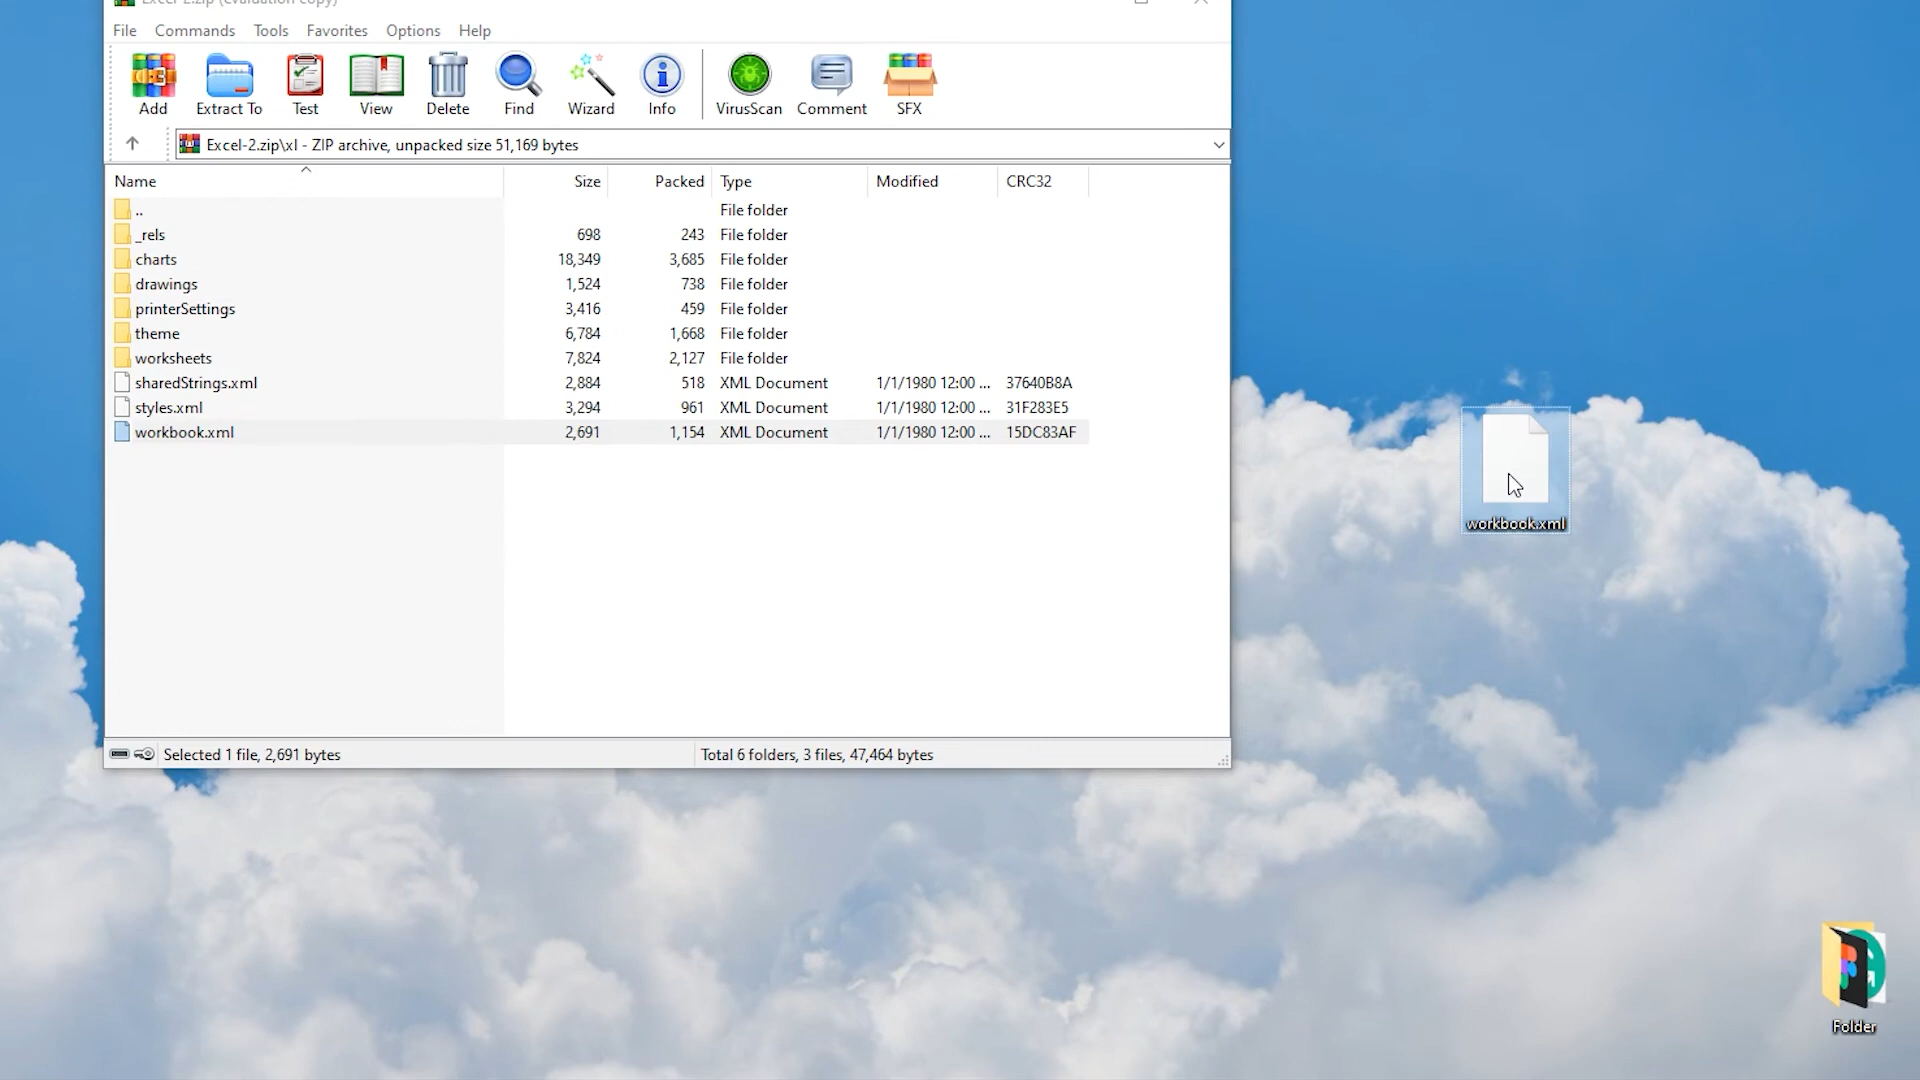 Excel-2.zip (evaluation copy)
File Commands Tools Favorites Options Help
Add Extract To Test View Delete Find Wizard Info VirusScan Comment SFX
Excel-2.zip\xl - ZIP archive, unpacked size 51,169 bytes
Name Size Packed Type Modified CRC32
.. File folder
_rels 698 243 File folder
charts 18,349 3,685 File folder
drawings 1,524 738 File folder
printerSettings 3,416 459 File folder
theme 6,784 1,668 File folder
worksheets 7,824 2,127 File folder
sharedStrings.xml 2,884 518 XML Document 1/1/1980 12:00 ... 37640B8A
styles.xml 3,294 961 XML Document 1/1/1980 12:00 ... 31F283E5
workbook.xml 2,691 1,154 XML Document 1/1/1980 12:00 ... 15DC83AF
Selected 1 file, 2,691 bytes
Total 6 folders, 3 files, 47,464 bytes
workbook.xml
Folder